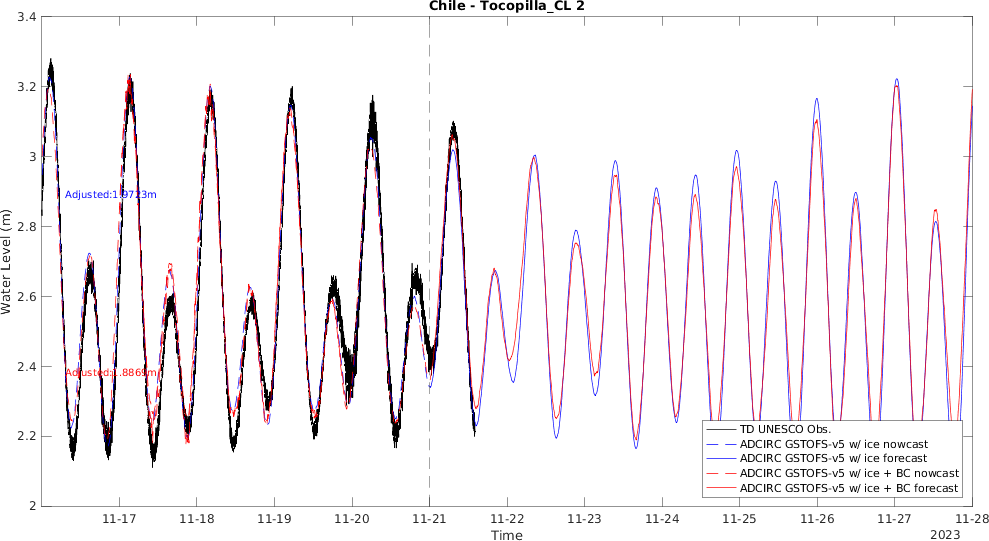 Chile - Tocopilla_CL 2
3.4
3.2
3
2.8
2.6
2.4
2.2
2
Water Level (m)
Adjusted:1.9723m
Adjusted:1.8869m
TD UNESCO Obs.
ADCIRC GSTOFS-v5 w/ ice nowcast
ADCIRC GSTOFS-v5 w/ ice forecast
ADCIRC GSTOFS-v5 w/ ice + BC nowcast
ADCIRC GSTOFS-v5 w/ ice + BC forecast
11-17 11-18 11-19 11-20 11-21 11-22 11-23 11-24 11-25 11-26 11-27 11-28
Time
2023